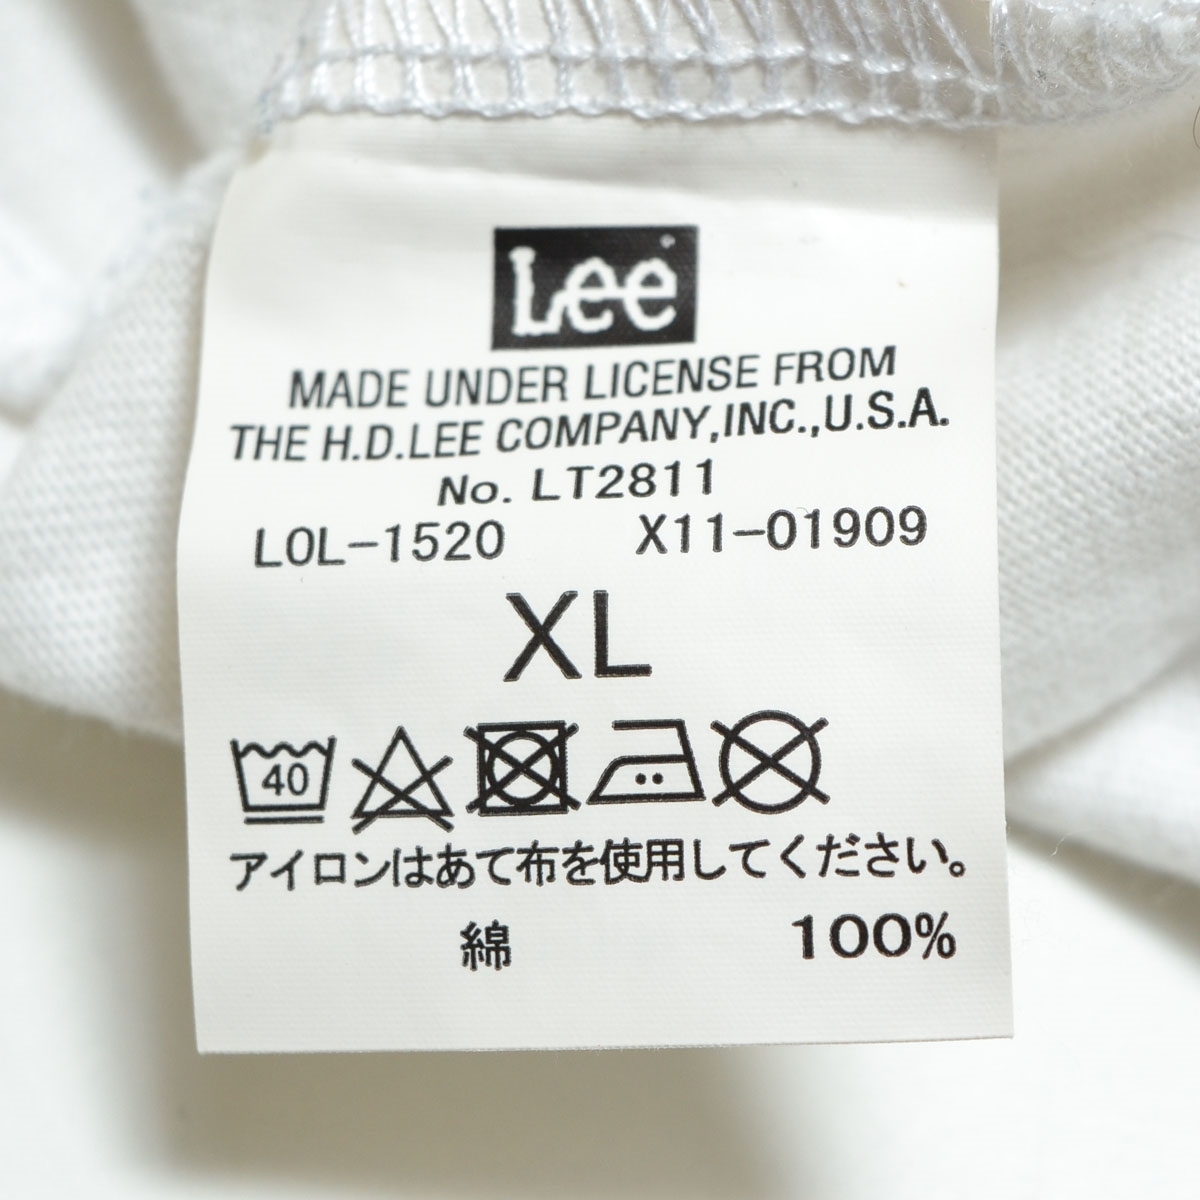 Lee
MADE UNDER LICENSE FROM
THE H.D.LEE COMPANY,INC.,U.S.A.
No. LT2811
LOL-1520 X11-01909
XL
40
アイロンはあて布を使用してください。
綿 100%